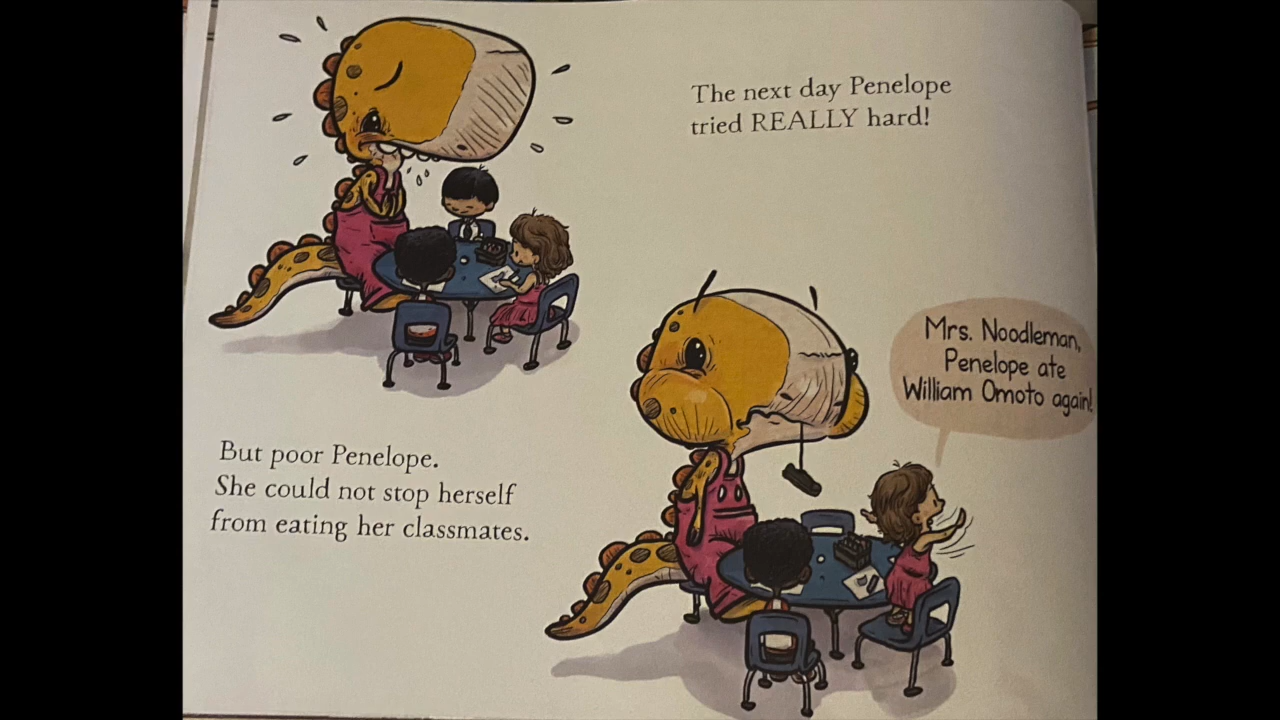 The next day Penelope
tried REALLY hard!
Mrs. Noodleman,
Penelope ate
William Omoto again!
But poor Penelope.
She could not stop herself
from eating her classmates.